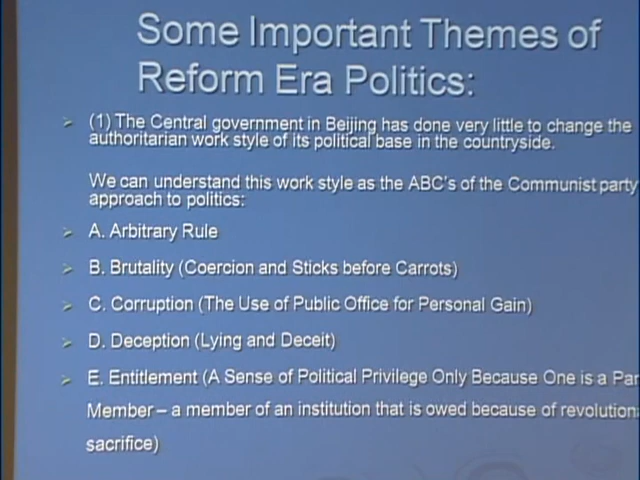 Some Important Themes of
Reform Era Politics:
(1) The Central government in Beijing has done very little to change the
authoritarian work style of its political base in the countryside.
We can understand this work style as the ABC's of the Communist party
approach to politics:
A. Arbitrary Rule
B. Brutality (Coercion and Sticks before Carrots)
C. Corruption (The Use of Public Office for Personal Gain)
D. Deception (Lying and Deceit)
E. Entitlement (A Sense of Political Privilege Only Because One is a Par
Member – a member of an institution that is owed because of revolution
sacrifice)